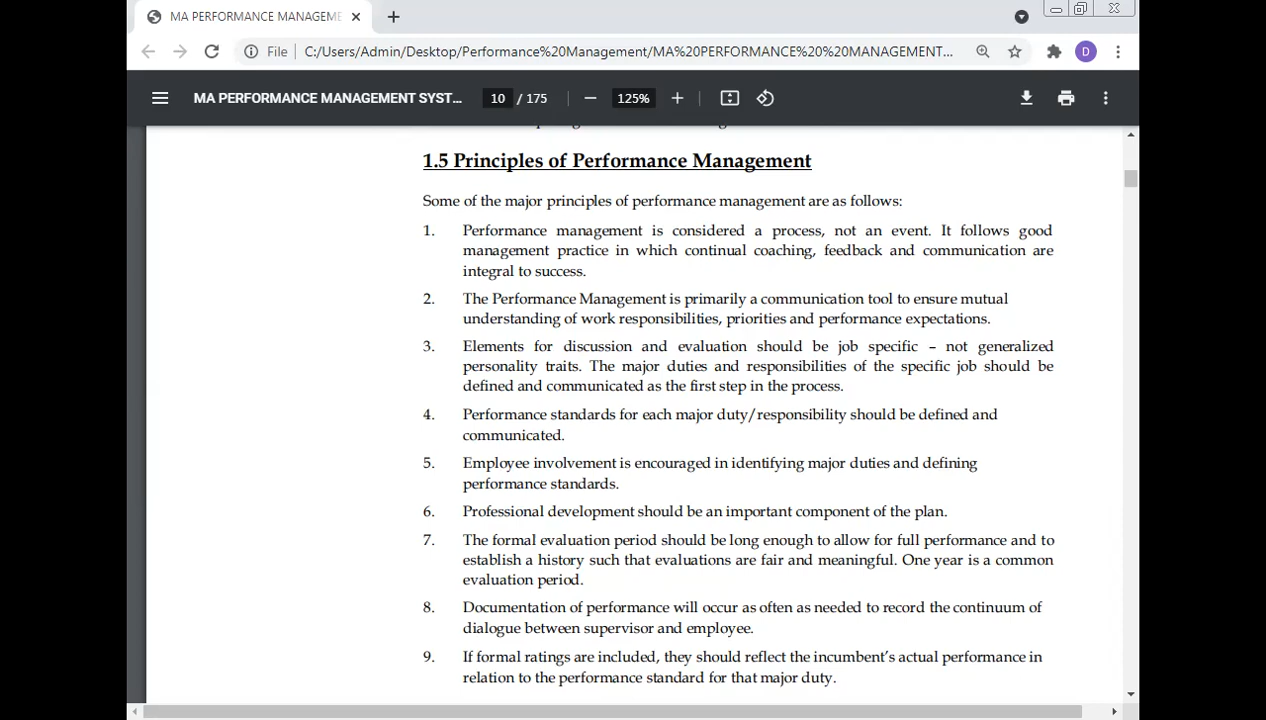 MA PERFORMANCE MANAGEME
File
C:/Users/Admin/Desktop/Performance%20Management/MA%20PERFORMANCE%20%20MANAGEMENT...
D
MA PERFORMANCE MANAGEMENT SYST...
10 / 175
125%
1.5 Principles of Performance Management
Some of the major principles of performance management are as follows:
1. Performance management is considered a process, not an event. It follows good
management practice in which continual coaching, feedback and communication are
integral to success.
2. The Performance Management is primarily a communication tool to ensure mutual
understanding of work responsibilities, priorities and performance expectations.
3. Elements for discussion and evaluation should be job specific – not generalized
personality traits. The major duties and responsibilities of the specific job should be
defined and communicated as the first step in the process.
4. Performance standards for each major duty/responsibility should be defined and
communicated.
5. Employee involvement is encouraged in identifying major duties and defining
performance standards.
6. Professional development should be an important component of the plan.
7. The formal evaluation period should be long enough to allow for full performance and to
establish a history such that evaluations are fair and meaningful. One year is a common
evaluation period.
8. Documentation of performance will occur as often as needed to record the continuum of
dialogue between supervisor and employee.
9. If formal ratings are included, they should reflect the incumbent's actual performance in
relation to the performance standard for that major duty.